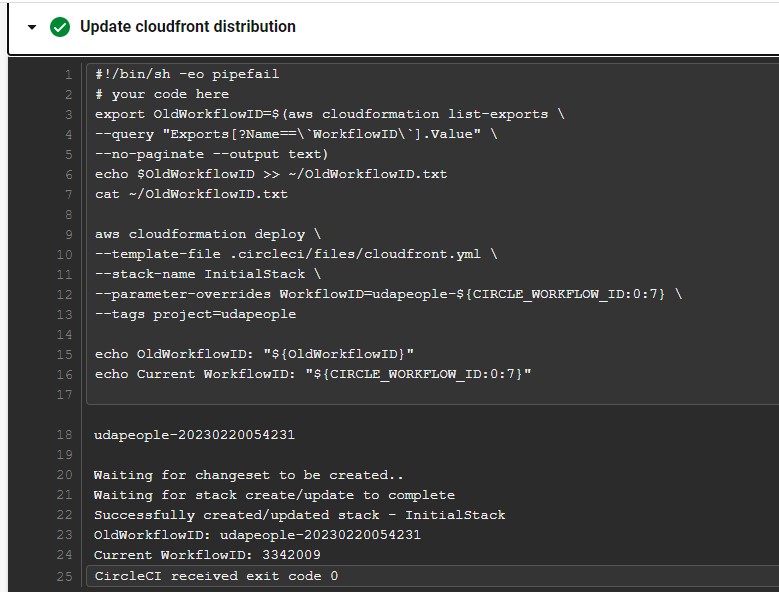 Update cloudfront distribution
1 #!/bin/sh -eo pipefail
2 # your code here
3 export OldWorkflowID=$(aws cloudformation list-exports \
4 --query "Exports[?Name==\`WorkflowID\`].Value" \
5 --no-paginate --output text)
6 echo $OldWorkflowID >> ~/OldWorkflowID.txt
7 cat ~/OldWorkflowID.txt
8
9 aws cloudformation deploy \
10 --template-file .circleci/files/cloudfront.yml \
11 --stack-name InitialStack \
12 --parameter-overrides WorkflowID=udapeople-${CIRCLE_WORKFLOW_ID:0:7} \
13 --tags project=udapeople
14
15 echo OldWorkflowID: "${OldWorkflowID}"
16 echo Current WorkflowID: "${CIRCLE_WORKFLOW_ID:0:7}"
17
18 udapeople-20230220054231
19
20 Waiting for changeset to be created..
21 Waiting for stack create/update to complete
22 Successfully created/updated stack - InitialStack
23 OldWorkflowID: udapeople-20230220054231
24 Current WorkflowID: 3342009
25 CircleCI received exit code 0